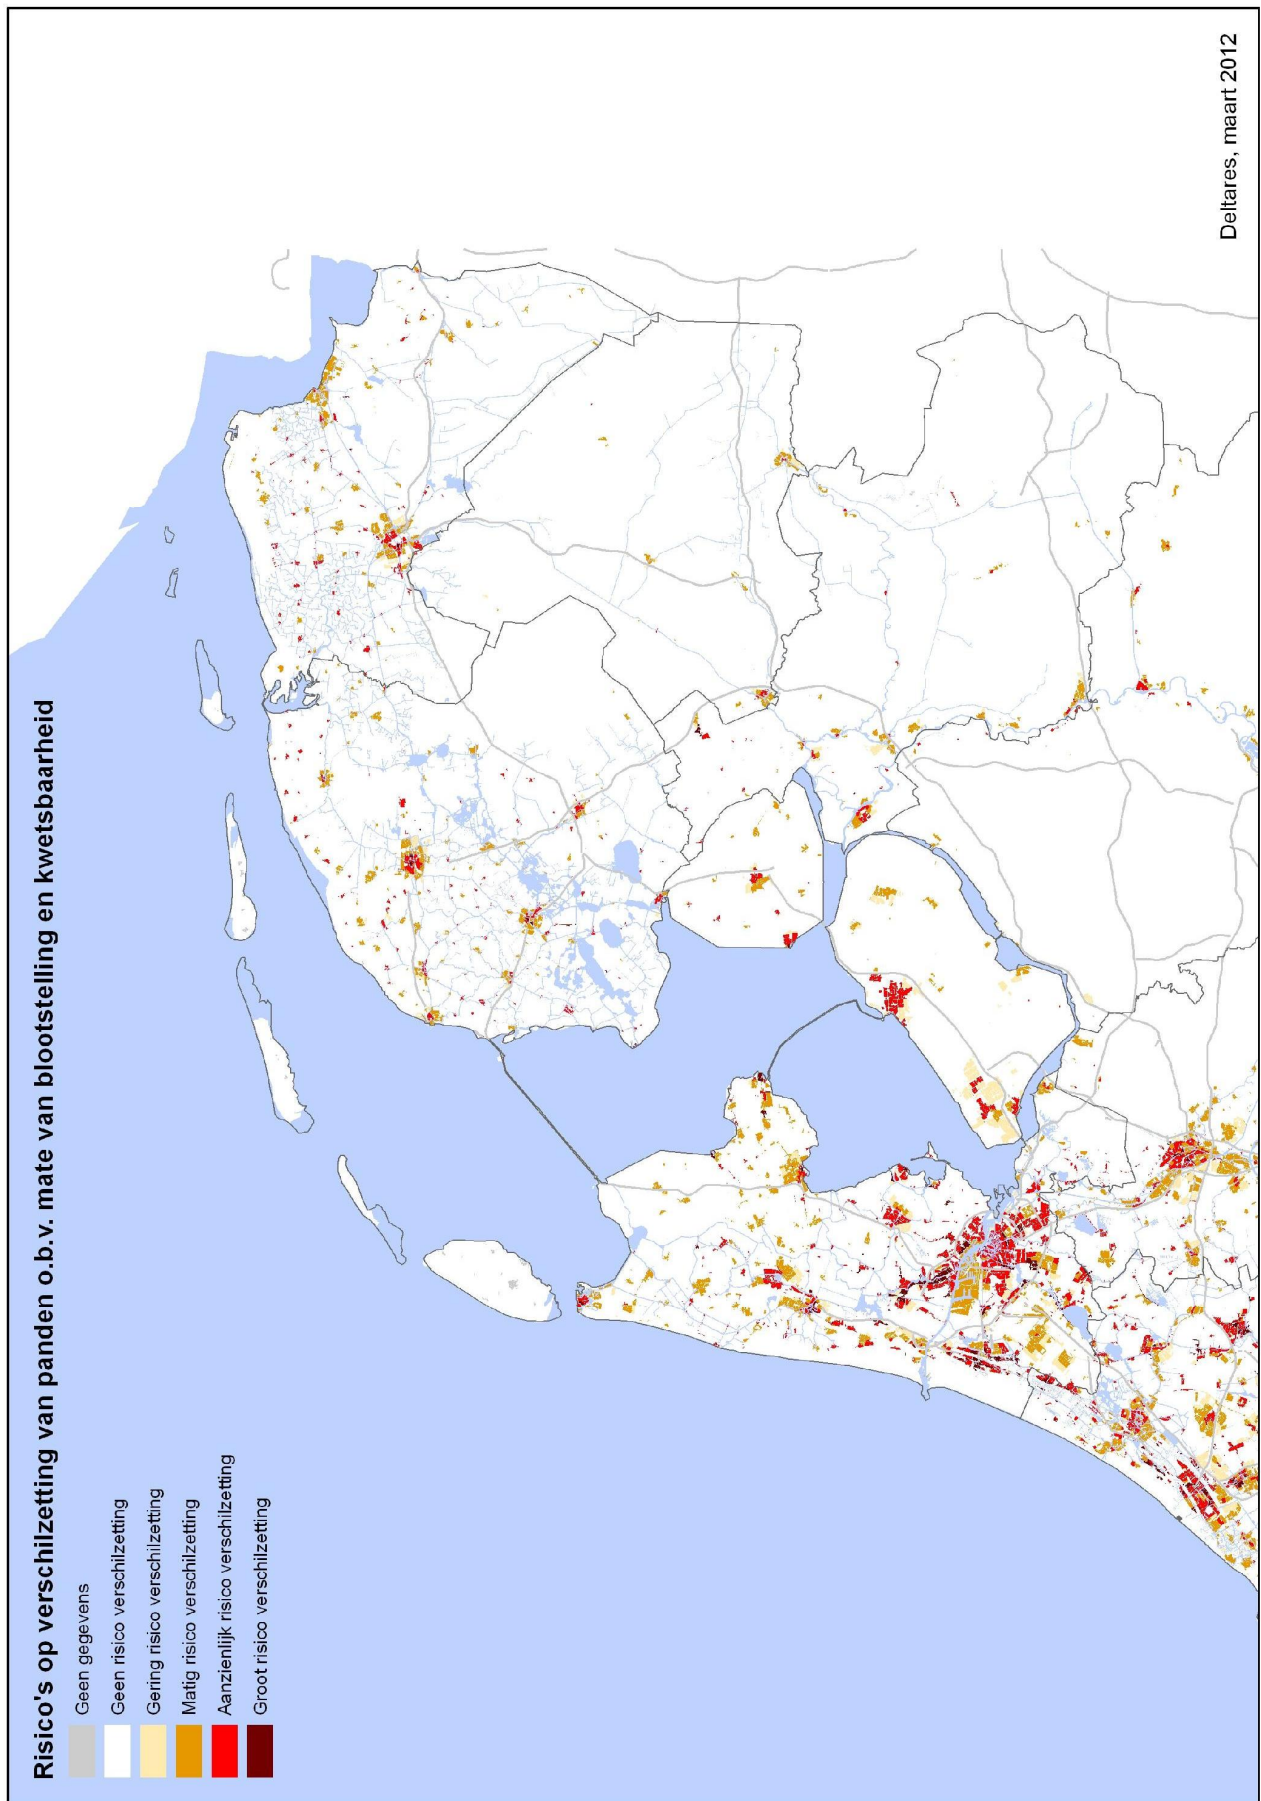 Risico's op verschilzetting van panden o.b.v. mate van blootstelling en kwetsbaarheid
Geen gegevens
Geen risico verschilzetting
Gering risico verschilzetting
Matig risico verschilzetting
Aanzienlijk risico verschilzetting
Groot risico verschilzetting
Deltares, maart 2012